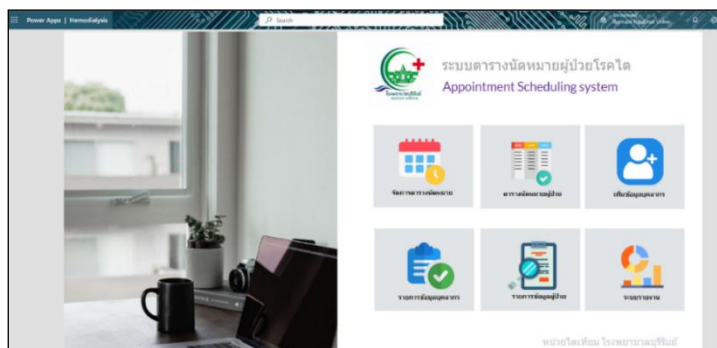 Power Apps | Hemodialysis
Search
ระบบตารางนัดหมายผู้ป่วยโรคไต
Appointment Scheduling system
จัดการตารางนัดหมาย
ตารางนัดหมายผู้ป่วย
เพิ่มข้อมูลบุคลากร
รายการข้อมูลบุคลากร
รายการข้อมูลผู้ป่วย
ระบบรายงาน
หน่วยไตเทียม โรงพยาบาลบุรีรัมย์